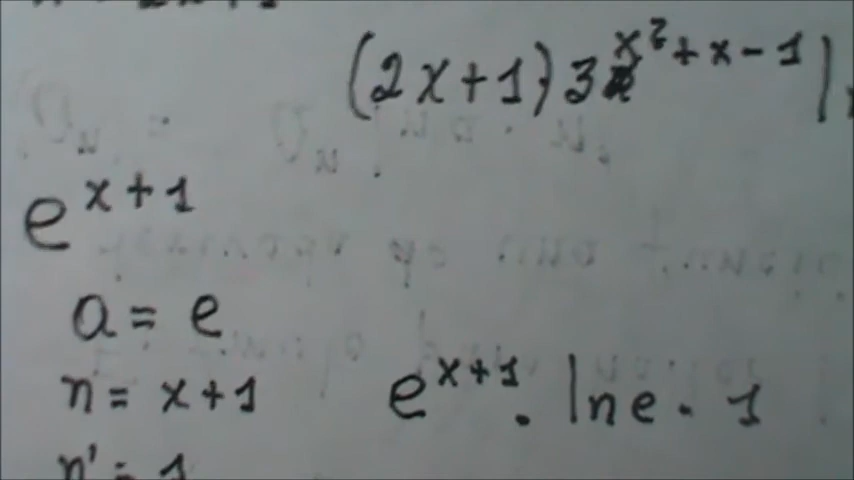 (2x+1)·3^{x²+x-1} |
e^{x+1}
a = e
n = x+1
e^{x+1} · ln e · 1
n' = 1